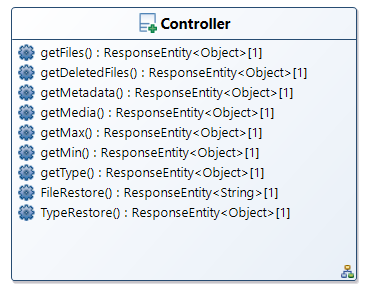 Controller
getFiles() : ResponseEntity<Object>[1]
getDeletedFiles() : ResponseEntity<Object>[1]
getMetadata() : ResponseEntity<Object>[1]
getMedia() : ResponseEntity<Object>[1]
getMax() : ResponseEntity<Object>[1]
getMin() : ResponseEntity<Object>[1]
getType() : ResponseEntity<Object>[1]
FileRestore() : ResponseEntity<String>[1]
TypeRestore() : ResponseEntity<Object>[1]